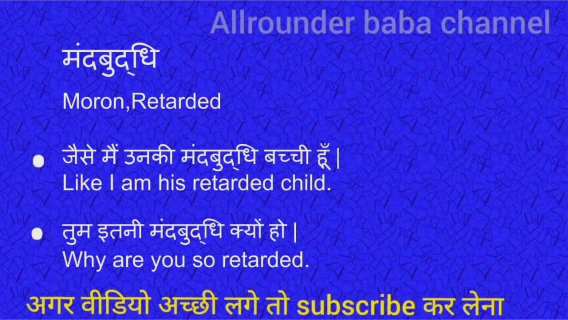 Allrounder baba channel
मंदबुद्धि
Moron,Retarded
जैसे मैं उनकी मंदबुद्धि बच्ची हूँ |
Like I am his retarded child.
तुम इतनी मंदबुद्धि क्यों हो |
Why are you so retarded.
अगर वीडियो अच्छी लगे तो subscribe कर लेना